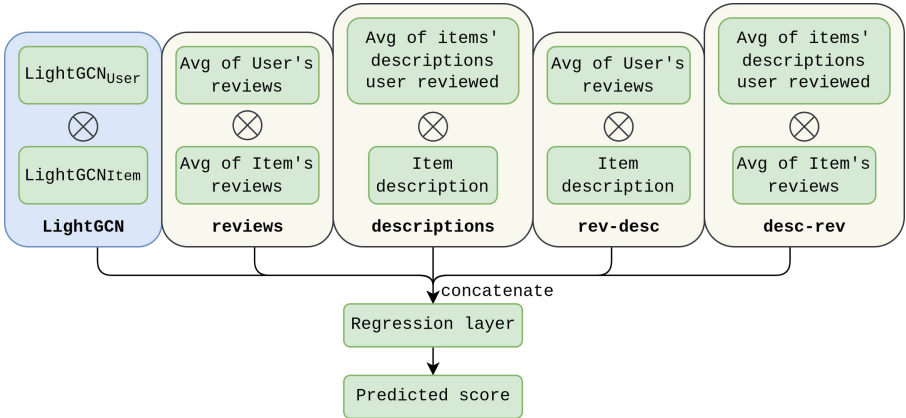 LightGCNUser
LightGCNItem
LightGCN
Avg of User's
reviews
Avg of Item's
reviews
reviews
Avg of items'
descriptions
user reviewed
Item
description
descriptions
Avg of User's
reviews
Item
description
rev-desc
Avg of items'
descriptions
user reviewed
Avg of Item's
reviews
desc-rev
concatenate
Regression layer
Predicted score